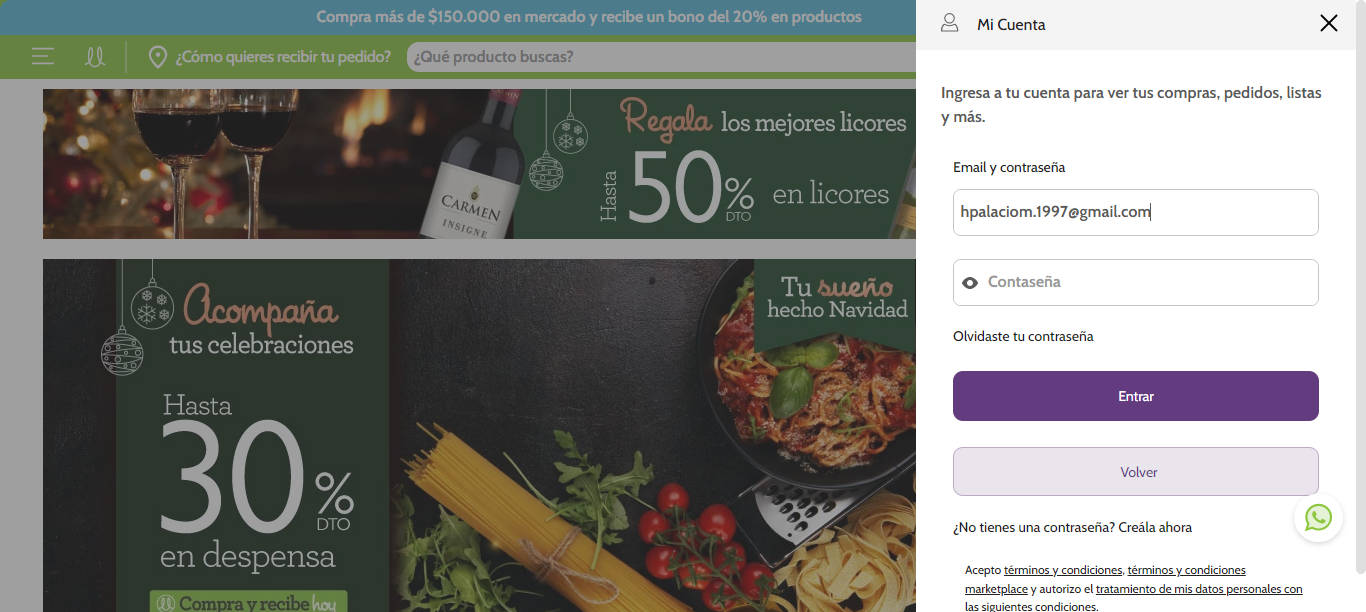 Compra más de $150.000 en mercado y recibe un bono del 20% en productos
¿Cómo quieres recibir tu pedido?
¿Qué producto buscas?
CARMEN
INSIGNE
Regala los mejores licores
Hasta 50% DTO en licores
Acompaña
tus celebraciones
Hasta
30% DTO
en despensa
Compra y recibe hoy
Tu sueño
hecho Navidad
Mi Cuenta
Ingresa a tu cuenta para ver tus compras, pedidos, listas
y más.
Email y contraseña
hpalaciom.1997@gmail.com
Contaseña
Olvidaste tu contraseña
Entrar
Volver
¿No tienes una contraseña? Creála ahora
Acepto términos y condiciones, términos y condiciones
marketplace y autorizo el tratamiento de mis datos personales con
las siguientes condiciones.